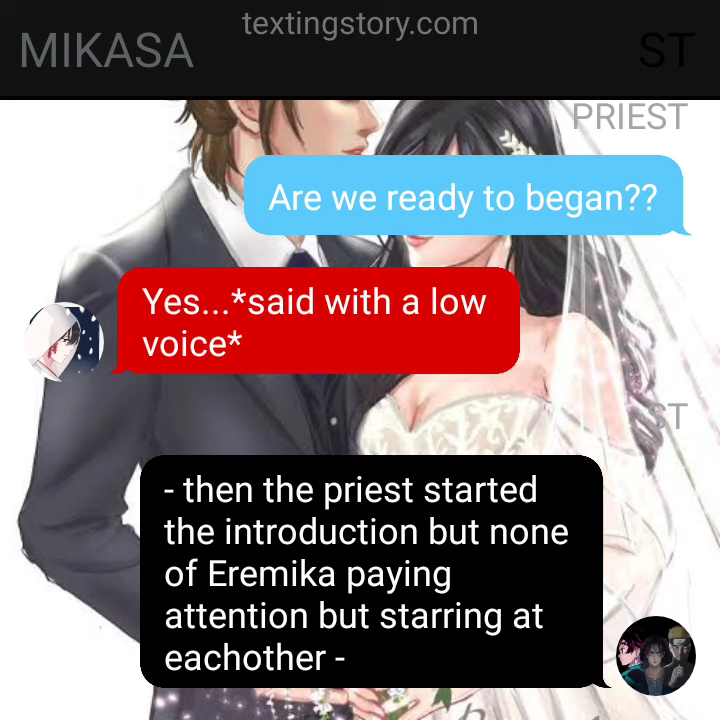 textingstory.com
MIKASA
ST
PRIEST
Are we ready to began??
Yes...*said with a low
voice*
ST
- then the priest started
the introduction but none
of Eremika paying
attention but starring at
eachother -